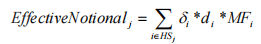 EffectiveNotional_j = ∑_{i∈HS_j} δ_i * d_i * MF_i